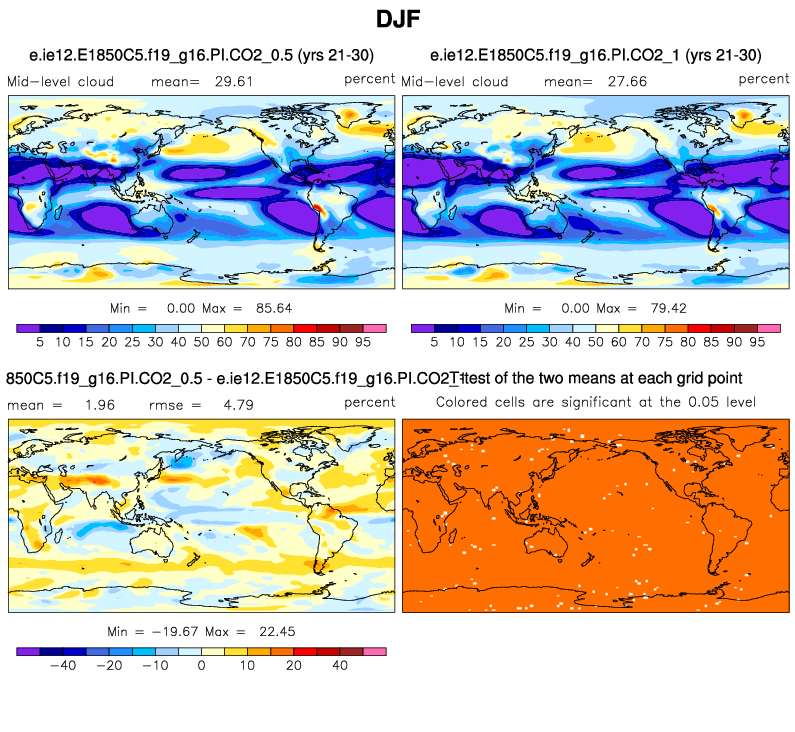 DJF
e.ie12.E1850C5.f19_g16.PI.CO2_0.5 (yrs 21-30)
Mid-level cloud mean= 29.61 percent
Min = 0.00 Max = 85.64
5 10 15 20 25 30 40 50 60 70 75 80 85 90 95
e.ie12.E1850C5.f19_g16.PI.CO2_1 (yrs 21-30)
Mid-level cloud mean= 27.66 percent
Min = 0.00 Max = 79.42
5 10 15 20 25 30 40 50 60 70 75 80 85 90 95
850C5.f19_g16.PI.CO2_0.5 - e.ie12.E1850C5.f19_g16.PI.CO2_
mean = 1.96 rmse = 4.79 percent
Min = −19.67 Max = 22.45
−40 −20 −10 0 10 20 40
T-test of the two means at each grid point
Colored cells are significant at the 0.05 level